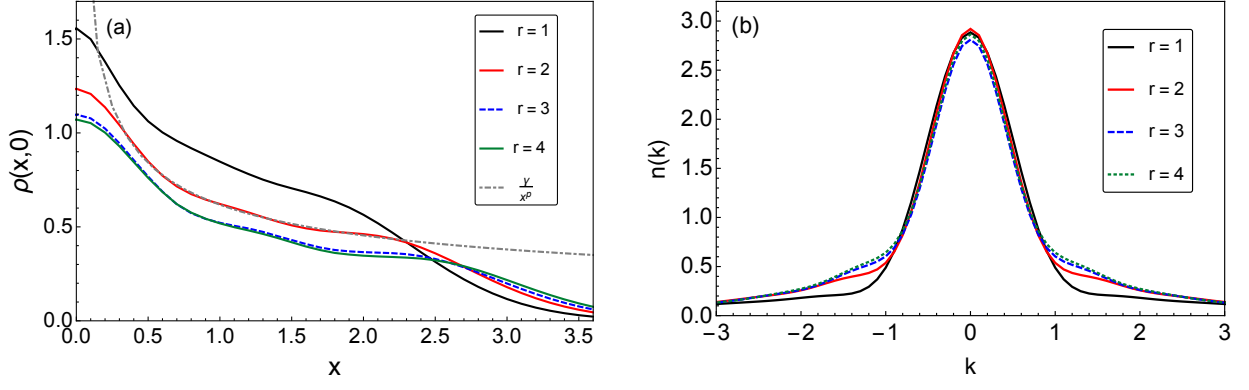 (a)
ρ(x,0)
1.5
1.0
0.5
0.0
r = 1
r = 2
r = 3
r = 4
y
x^p
0.0 0.5 1.0 1.5 2.0 2.5 3.0 3.5
x
(b)
n(k)
3.0
2.5
2.0
1.5
1.0
0.5
0.0
r = 1
r = 2
r = 3
r = 4
−3 −2 −1 0 1 2 3
k